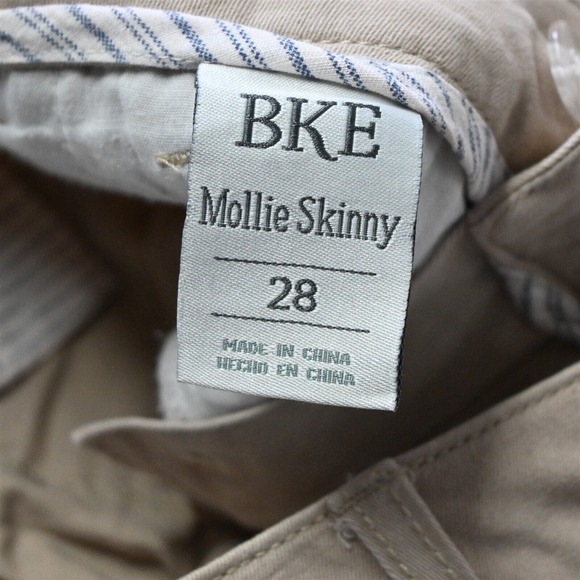 BKE
Mollie Skinny
28
MADE IN CHINA
HECHO EN CHINA